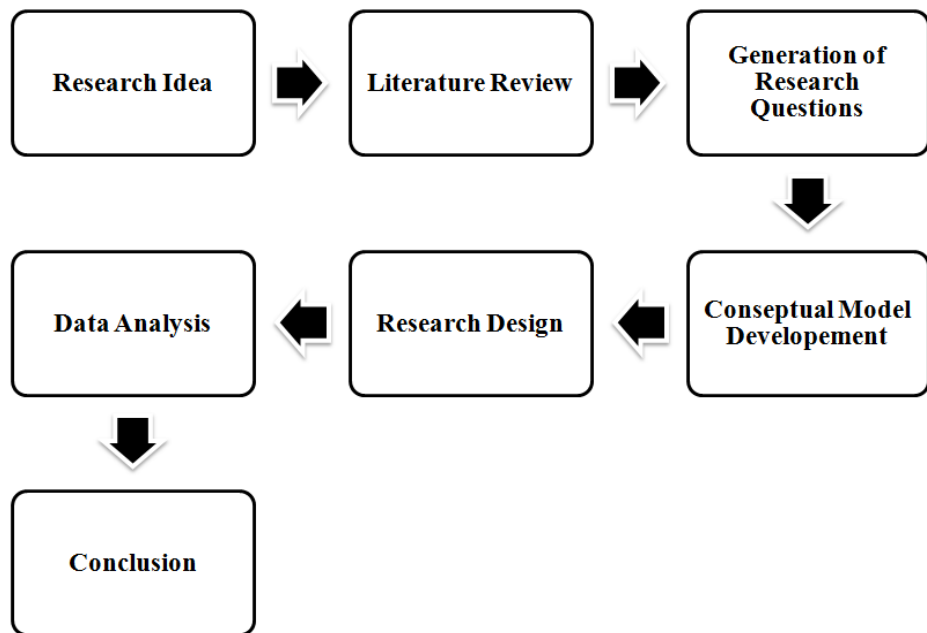 Research Idea
Literature Review
Generation of
Research
Questions
Conseptual Model
Developement
Research Design
Data Analysis
Conclusion